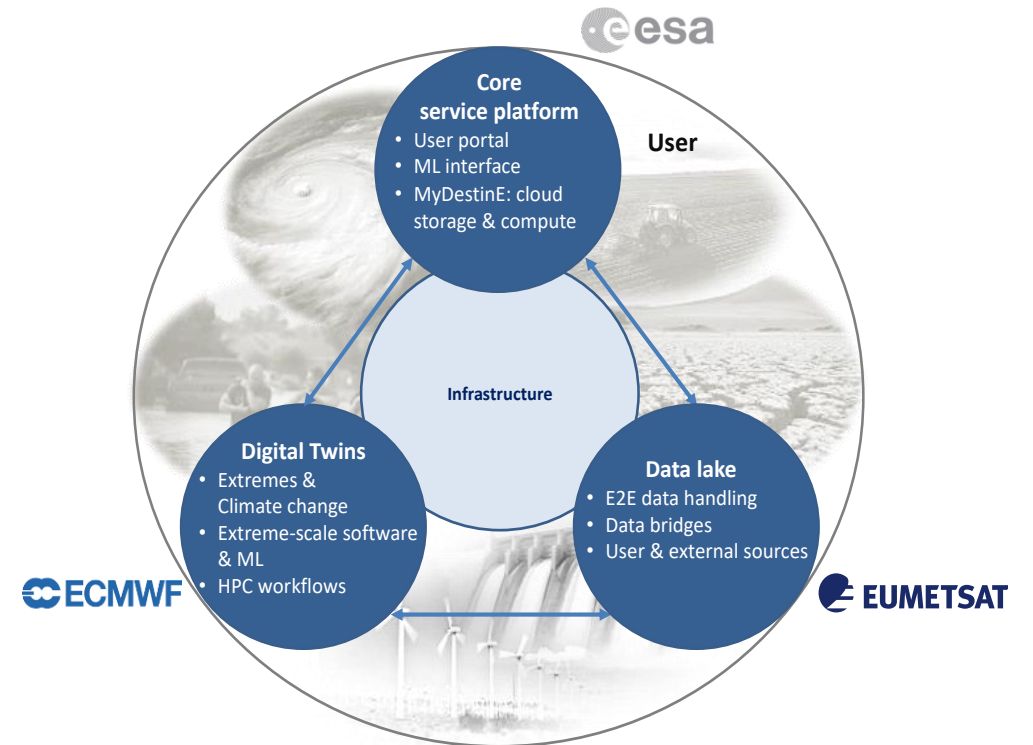 esa
Core
service platform
• User portal
• ML interface
• MyDestinE: cloud
storage & compute
User
Infrastructure
Digital Twins
• Extremes &
Climate change
• Extreme-scale software
& ML
• HPC workflows
Data lake
• E2E data handling
• Data bridges
• User & external sources
ECMWF
EUMETSAT